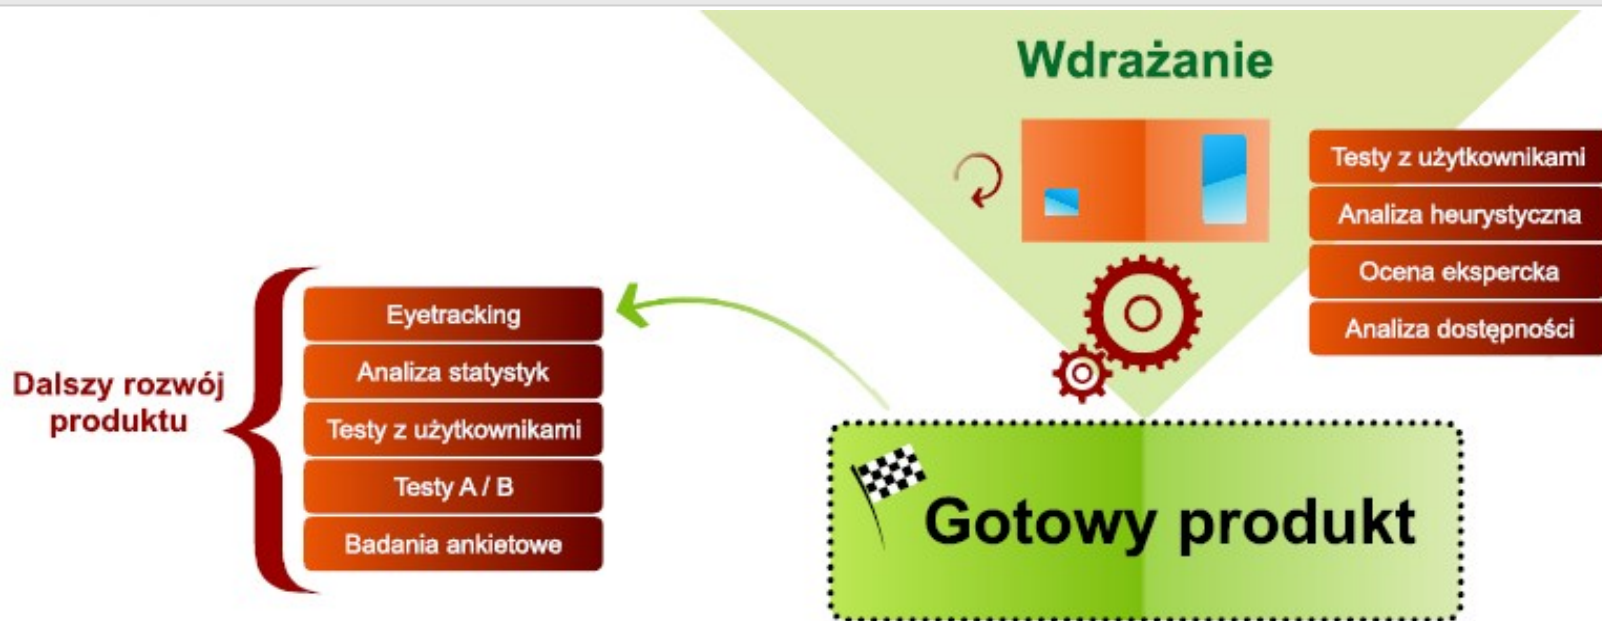 Wdrażanie
Testy z użytkownikami
Analiza heurystyczna
Ocena ekspercka
Analiza dostępności
Dalszy rozwój
produktu
Eyetracking
Analiza statystyk
Testy z użytkownikami
Testy A / B
Badania ankietowe
Gotowy produkt